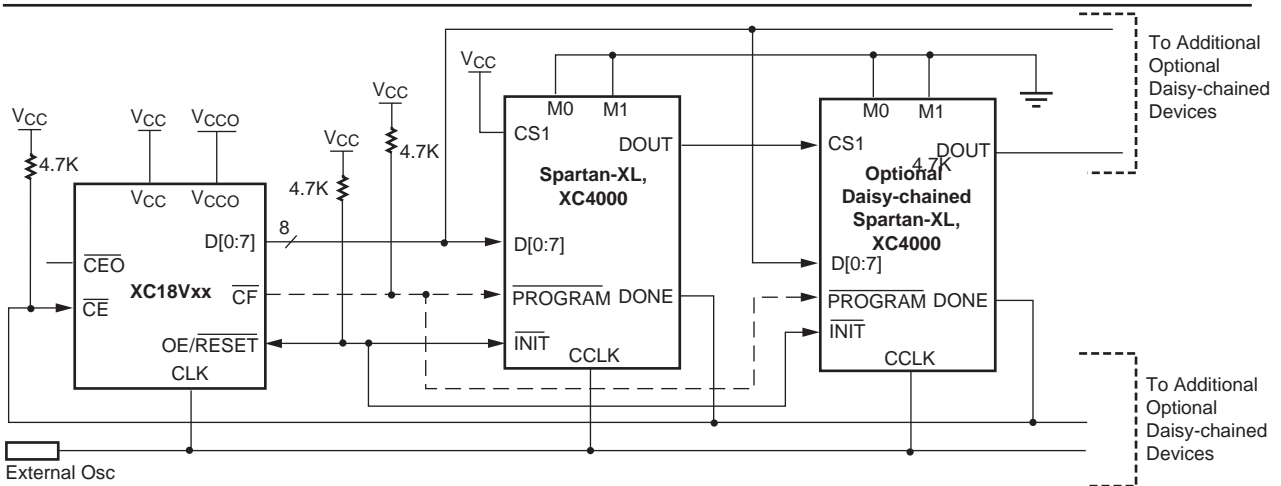 To Additional
Optional
Daisy-chained
Devices
VCC
VCC
VCC
VCC
VCCO
VCC
M0
M1
M0
M1
4.7K
4.7K
4.7K
CS1
DOUT
CS1
DOUT
4.7K
Spartan-XL,
XC4000
Optional
Daisy-chained
Spartan-XL,
XC4000
VCC
VCCO
D[0:7]
8
D[0:7]
D[0:7]
CEO
XC18Vxx
CF
CE
PROGRAM
DONE
PROGRAM
DONE
OE/RESET
INIT
INIT
CLK
CCLK
CCLK
To Additional
Optional
Daisy-chained
Devices
External Osc